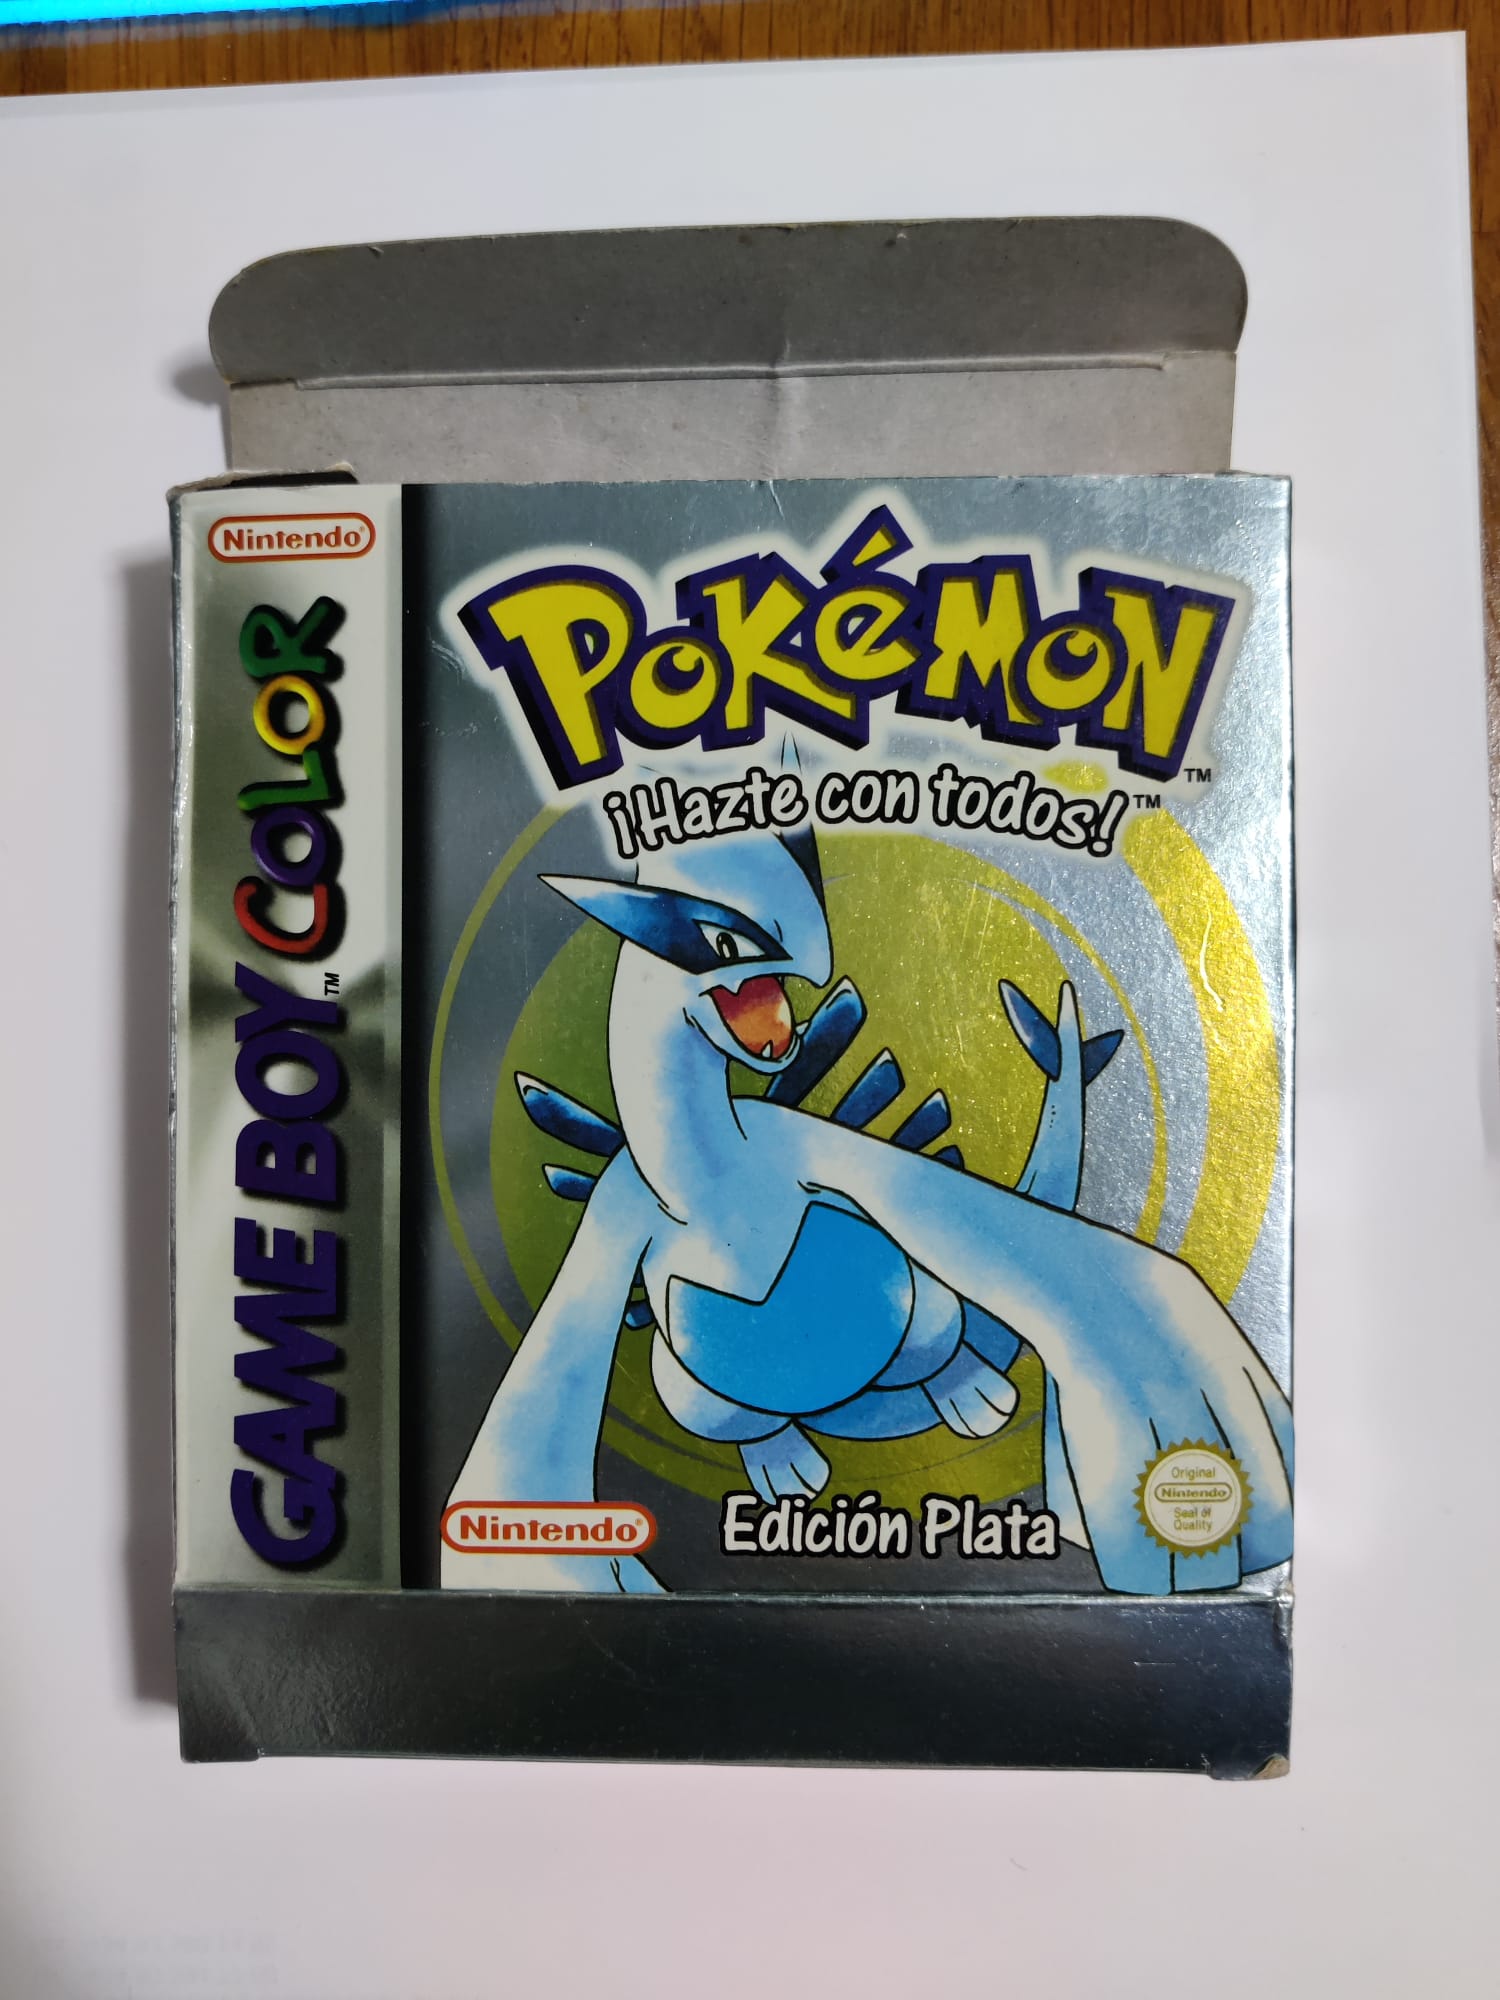 Nintendo®
GAME BOY COLOR™
POKéMON™
¡Hazte con todos!™
Nintendo®
Edición Plata
Original
Nintendo
Seal of
Quality